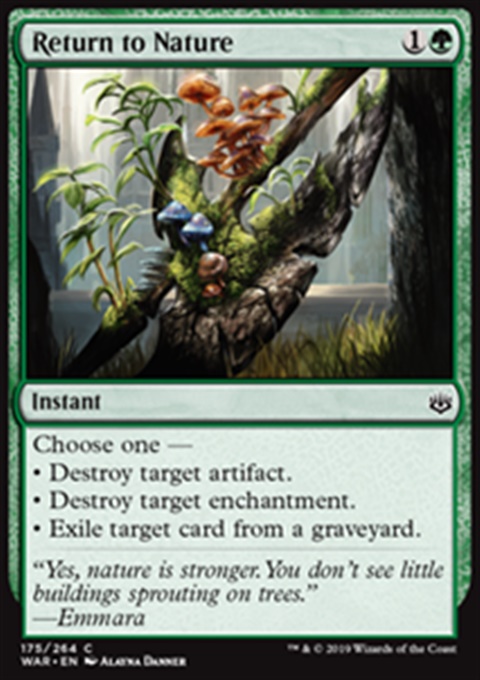 Return to Nature 1
Instant
Choose one —
• Destroy target artifact.
• Destroy target enchantment.
• Exile target card from a graveyard.
“Yes, nature is stronger. You don’t see little
buildings sprouting on trees.”
—Emmara
175/264 C
WAR • EN Alayna Danner
™ & © 2019 Wizards of the Coast